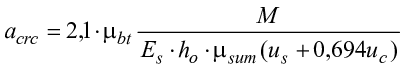 a_crc = 2,1·μ_bt M / (E_s · h_o · μ_sum (u_s + 0,694u_c))